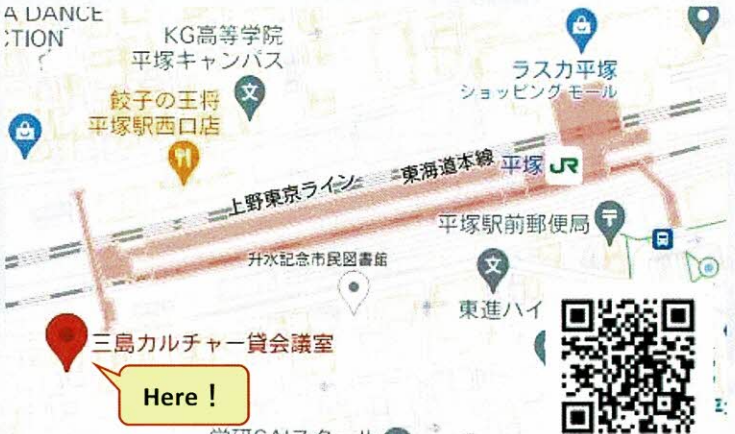 A DANCE
CTION
KG高等学院
平塚キャンパス
餃子の王将
平塚駅西口店
ラスカ平塚
ショッピング モール
上野東京ライン
東海道本線
平塚
JR
平塚駅前郵便局
升水記念市民図書館
東進ハイ
三島カルチャー貸会議室
Here！